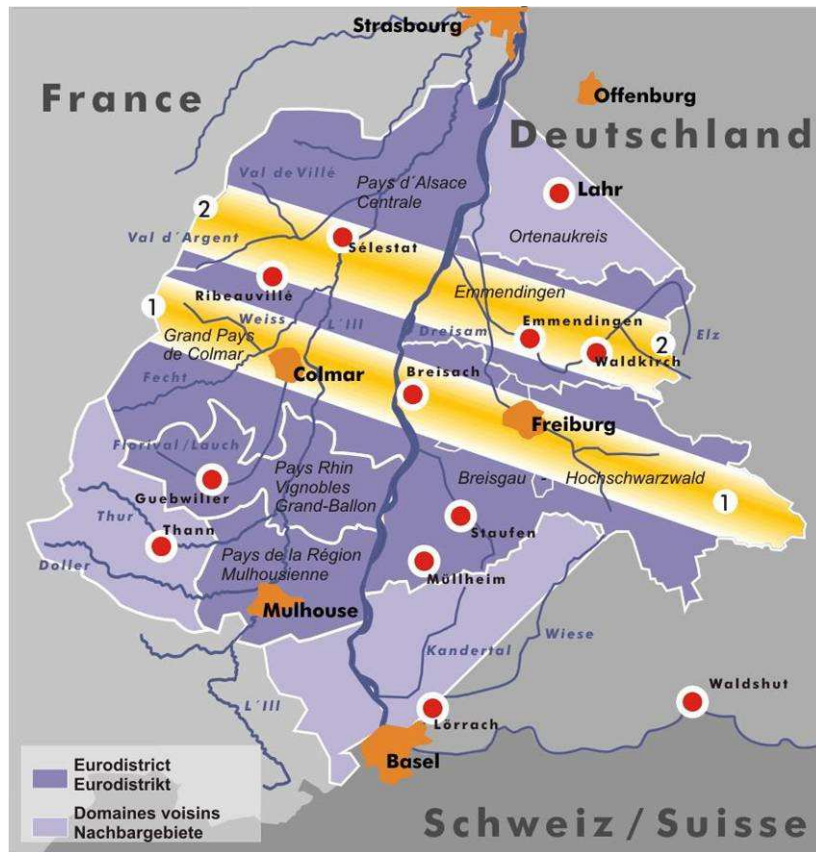 Strasbourg
France
Offenburg
Deutschland
Val de Villé
Pays d´Alsace
Centrale
Lahr
2
Val d´Argent
Sélestat
Ortenaukreis
Ribeauvillé
Emmendingen
1
Weiss
L´Ill
Dreisam
Emmendingen
Elz
Grand Pays
de Colmar
2
Waldkirch
Fecht
Colmar
Breisach
Freiburg
Florival/Lauch
Pays Rhin
Vignobles
Grand-Ballon
Breisgau - Hochschwarzwald
Guebwiller
1
Thur
Thann
Staufen
Doller
Pays de la Région
Mulhousienne
Müllheim
Mulhouse
Wiese
Kandertal
Waldshut
L´Ill
Lörrach
Basel
Eurodistrict
Eurodistrikt
Domaines voisins
Nachbargebiete
Schweiz / Suisse